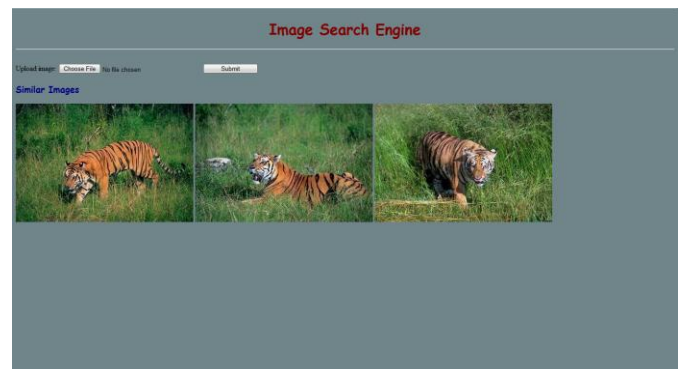 Image Search Engine
Upload image: Choose File No file chosen Submit
Similar Images